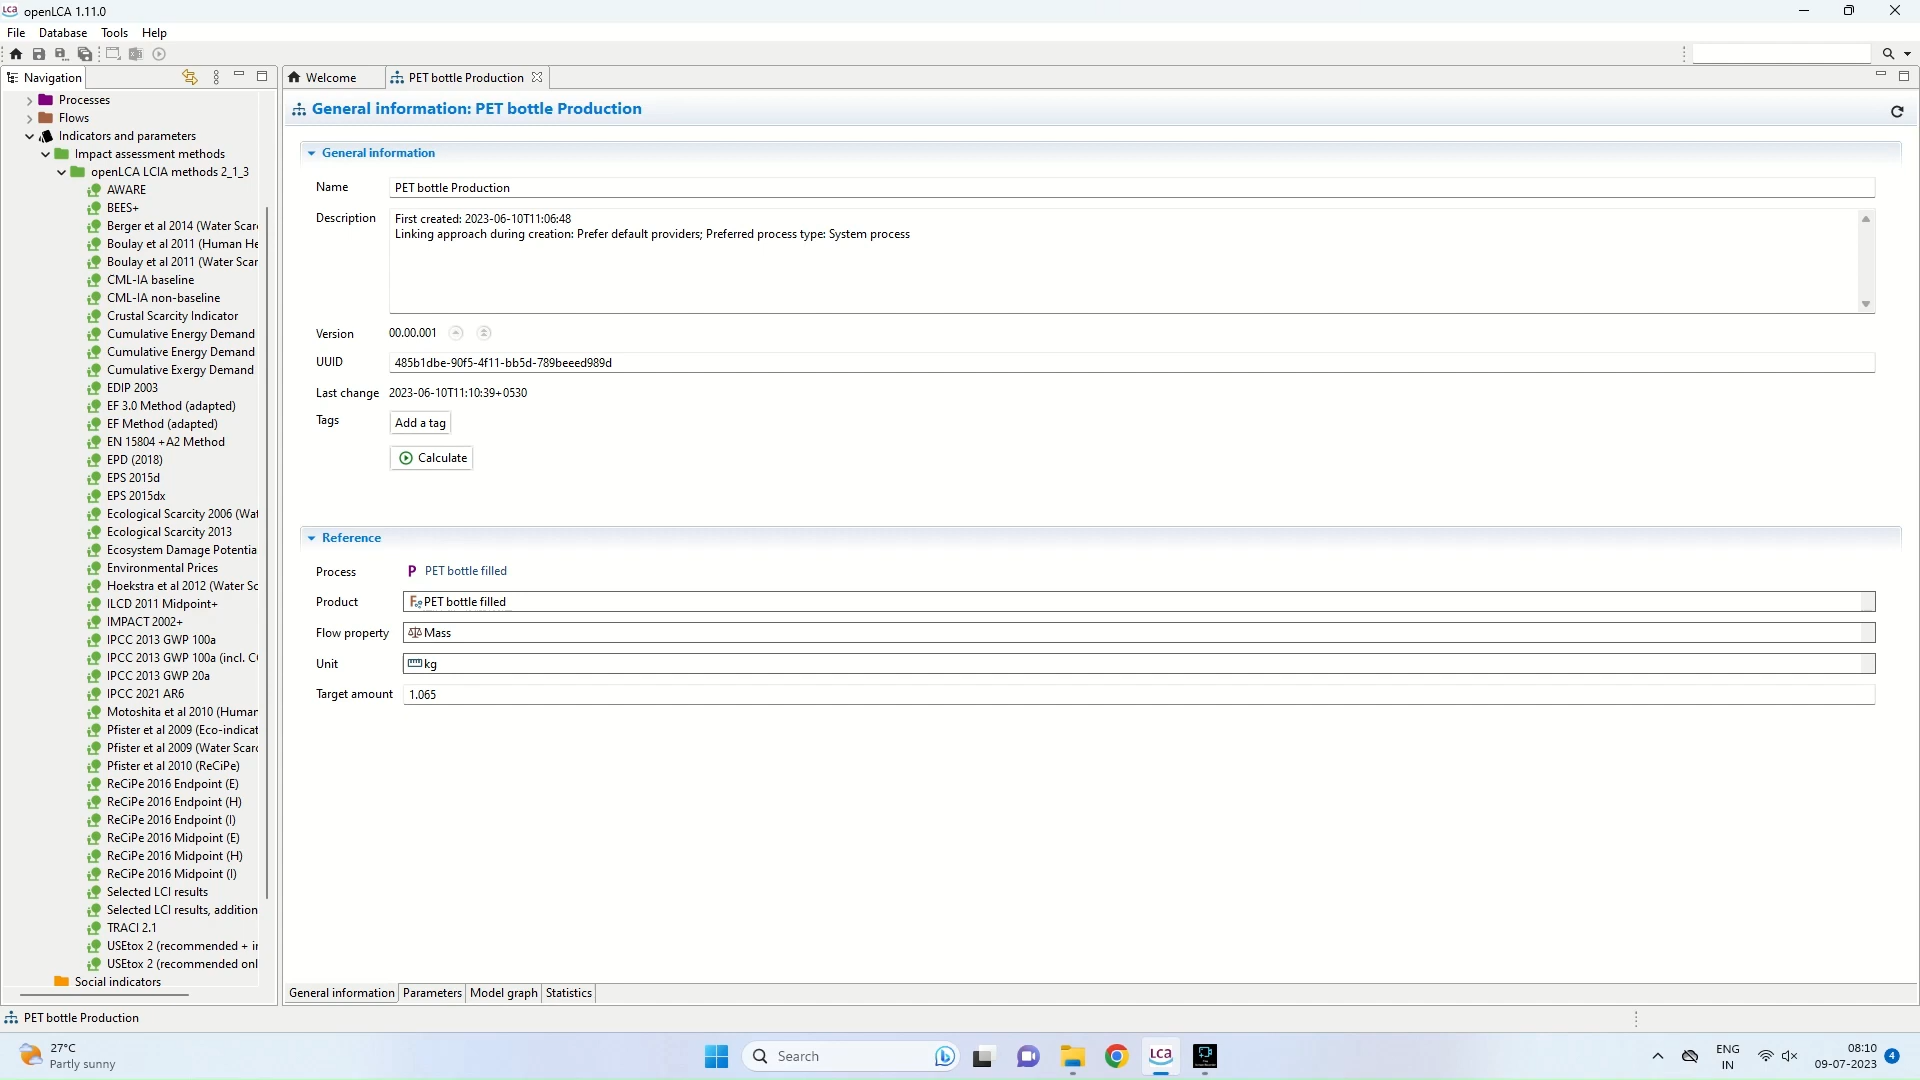 LCA openLCA 1.11.0
File Database Tools Help
Navigation
Processes
Flows
Indicators and parameters
Impact assessment methods
openLCA LCIA methods 2_1_3
AWARE
BEES+
Berger et al 2014 (Water Scar
Boulay et al 2011 (Human He
Boulay et al 2011 (Water Scar
CML-IA baseline
CML-IA non-baseline
Crustal Scarcity Indicator
Cumulative Energy Demand
Cumulative Energy Demand
Cumulative Exergy Demand
EDIP 2003
EF 3.0 Method (adapted)
EF Method (adapted)
EN 15804 +A2 Method
EPD (2018)
EPS 2015d
EPS 2015dx
Ecological Scarcity 2006 (Wat
Ecological Scarcity 2013
Ecosystem Damage Potentia
Environmental Prices
Hoekstra et al 2012 (Water Sc
ILCD 2011 Midpoint+
IMPACT 2002+
IPCC 2013 GWP 100a
IPCC 2013 GWP 100a (incl. C
IPCC 2013 GWP 20a
IPCC 2021 AR6
Motoshita et al 2010 (Human
Pfister et al 2009 (Eco-indicat
Pfister et al 2009 (Water Scarc
Pfister et al 2010 (ReCiPe)
ReCiPe 2016 Endpoint (E)
ReCiPe 2016 Endpoint (H)
ReCiPe 2016 Endpoint (I)
ReCiPe 2016 Midpoint (E)
ReCiPe 2016 Midpoint (H)
ReCiPe 2016 Midpoint (I)
Selected LCI results
Selected LCI results, addition
TRACI 2.1
USEtox 2 (recommended + ir
USEtox 2 (recommended onl
Social indicators
Welcome PET bottle Production
General information: PET bottle Production
General information
Name PET bottle Production
Description First created: 2023-06-10T11:06:48
Linking approach during creation: Prefer default providers; Preferred process type: System process
Version 00.00.001
UUID 485b1dbe-90f5-4f11-bb5d-789beeed989d
Last change 2023-06-10T11:10:39+0530
Tags Add a tag
Calculate
Reference
Process P PET bottle filled
Product PET bottle filled
Flow property Mass
Unit kg
Target amount 1.065
General information Parameters Model graph Statistics
PET bottle Production
27°C
Partly sunny
Search
LCA
ENG
IN
08:10
09-07-2023
4